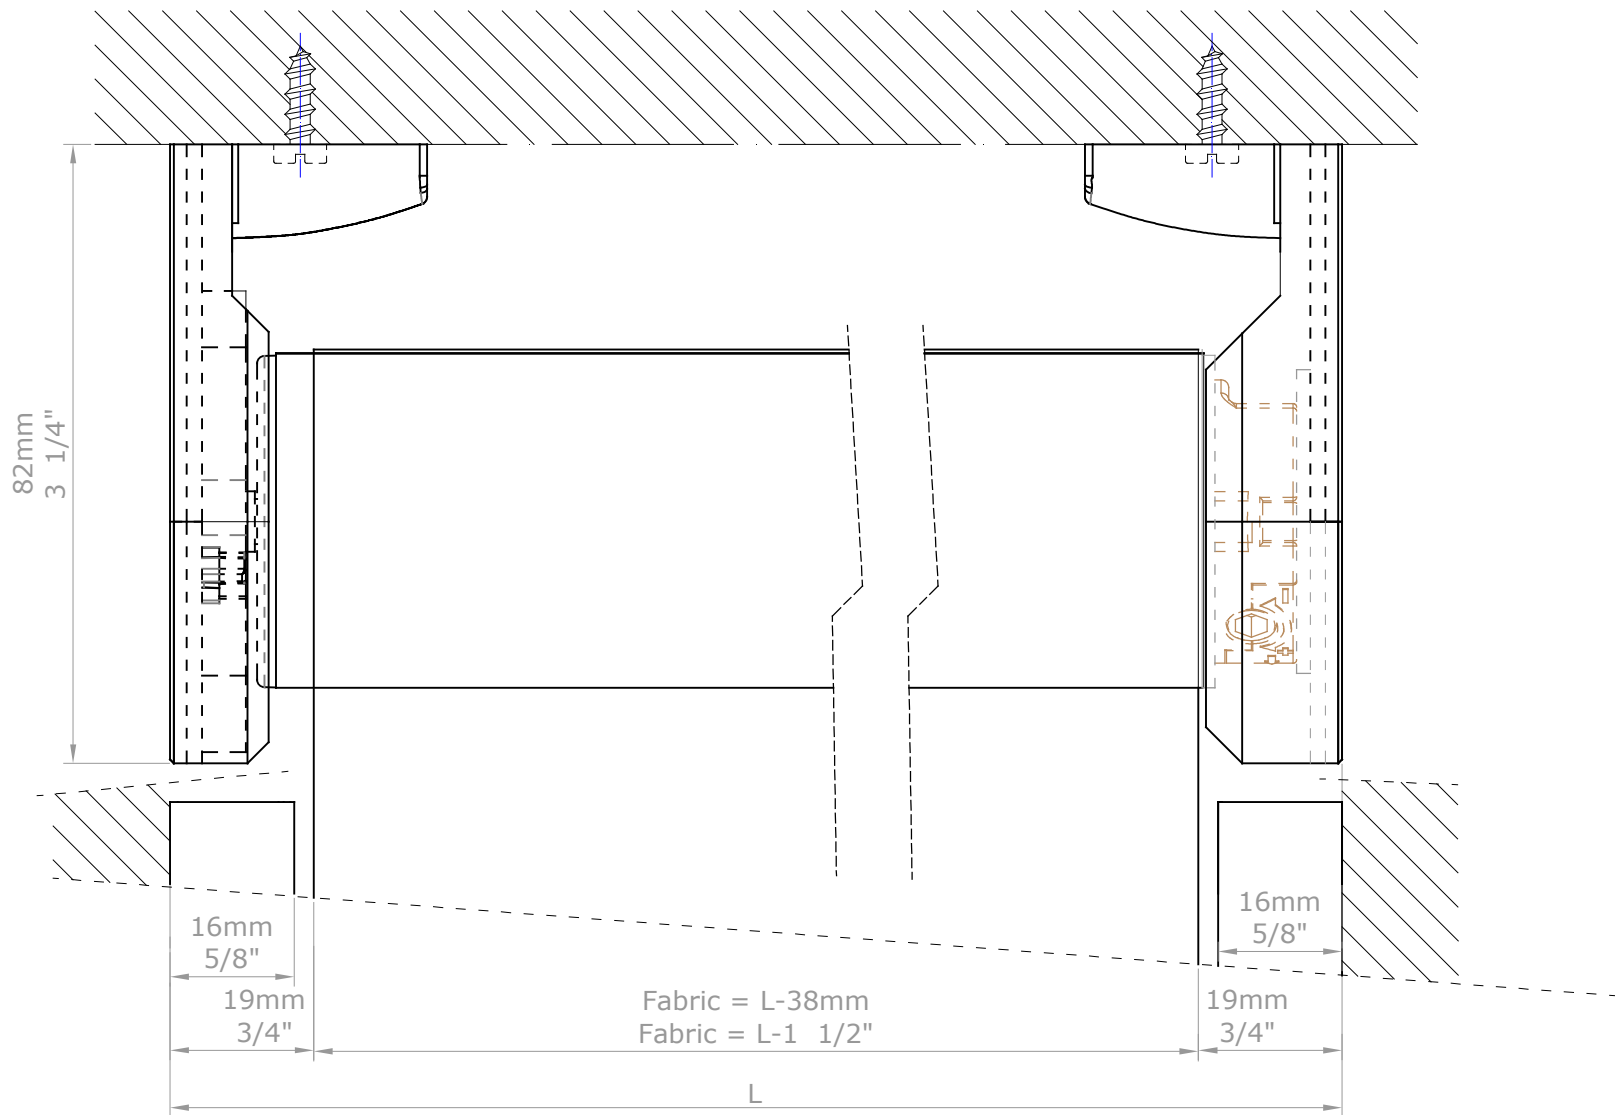 82mm
3 1/4"
16mm
5/8"
16mm
5/8"
19mm
3/4"
Fabric = L-38mm
Fabric = L-1 1/2"
19mm
3/4"
L